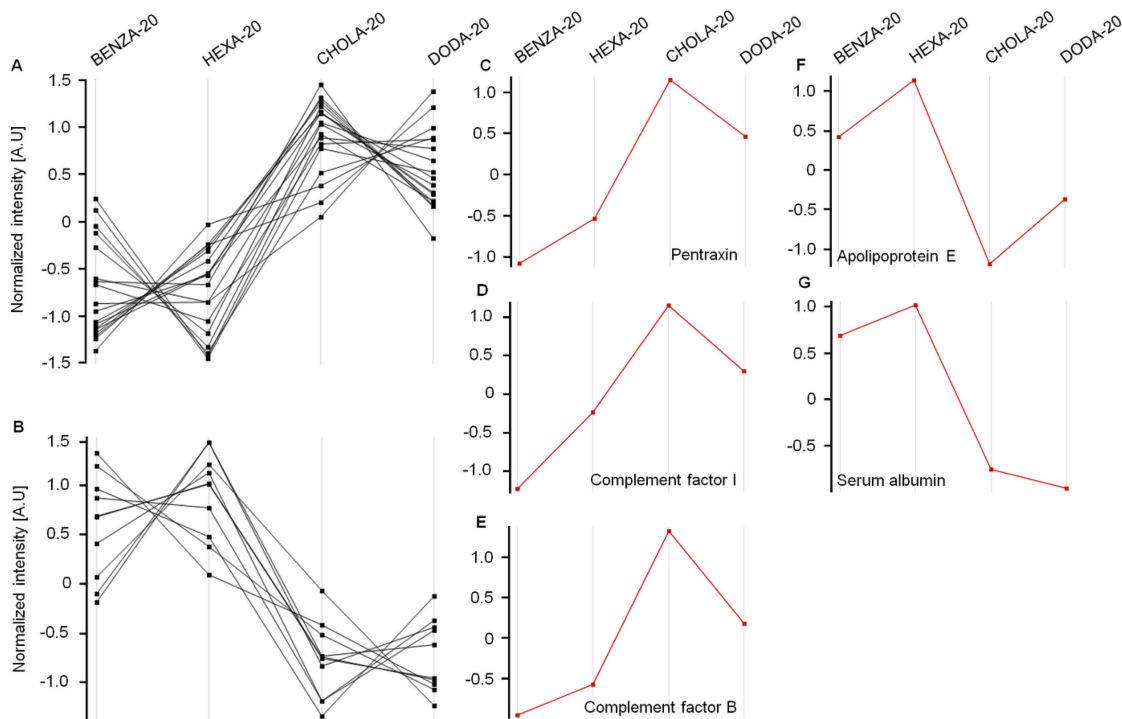 BENZA-20
HEXA-20
CHOLA-20
DODA-20
BENZA-20
HEXA-20
CHOLA-20
DODA-20
BENZA-20
HEXA-20
CHOLA-20
DODA-20
A
Normalized intensity [A.U]
1.5
1.0
0.5
0
-0.5
-1.0
-1.5
B
Normalized intensity [A.U]
1.5
1.0
0.5
0
-0.5
-1.0
C
1.0
0.5
0
-0.5
-1.0
Pentraxin
D
1.0
0.5
0
-0.5
-1.0
Complement factor I
E
1.0
0.5
0
-0.5
Complement factor B
F
1.0
0.5
0
-0.5
-1.0
Apolipoprotein E
G
1.0
0.5
0
-0.5
Serum albumin